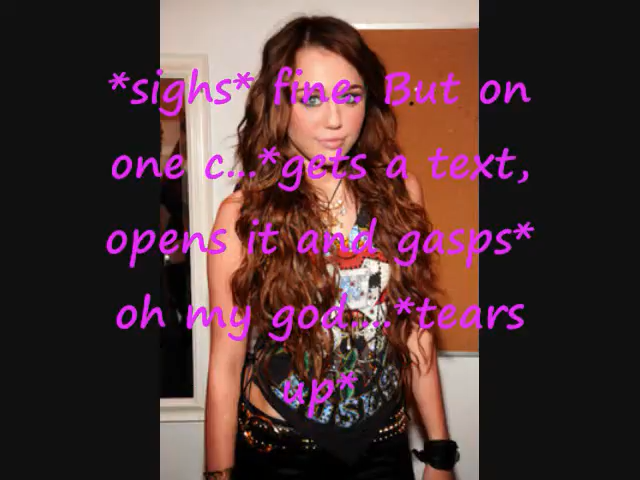 *sighs* fine. But on
one c...*gets a text,
opens it and gasps*
oh my god....*tears
up*